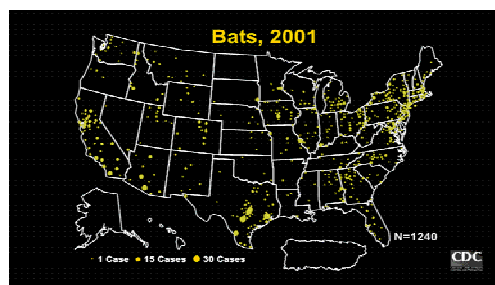 Bats, 2001
N=1240
1 Case 15 Cases 30 Cases
CDC